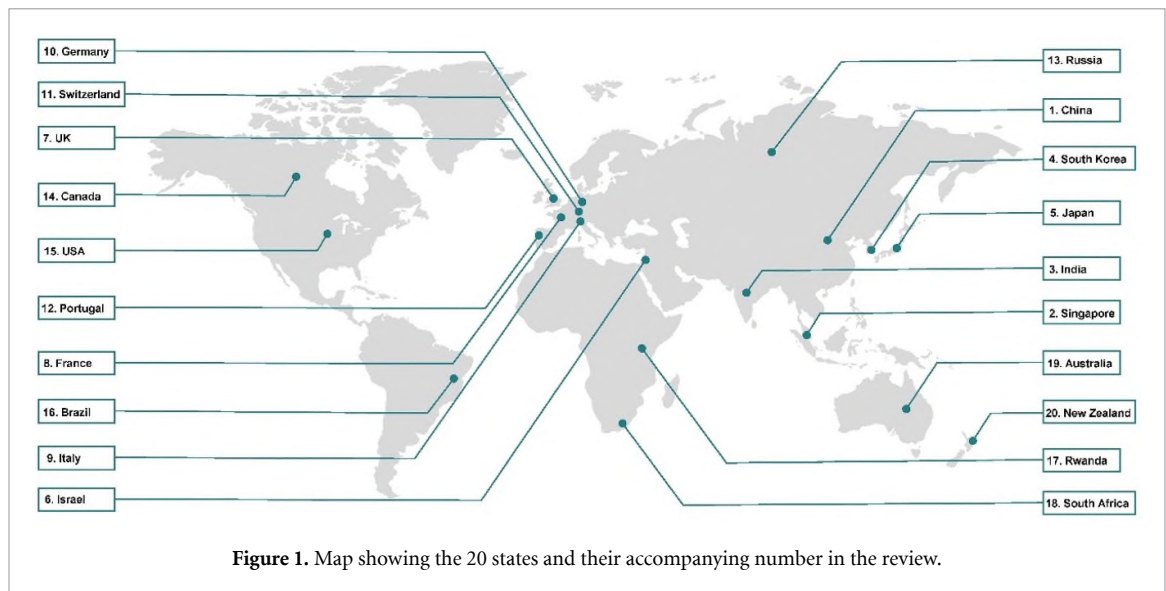 10. Germany
11. Switzerland
7. UK
14. Canada
15. USA
12. Portugal
8. France
16. Brazil
9. Italy
6. Israel
13. Russia
1. China
4. South Korea
5. Japan
3. India
2. Singapore
19. Australia
20. New Zealand
17. Rwanda
18. South Africa
Figure 1. Map showing the 20 states and their accompanying number in the review.